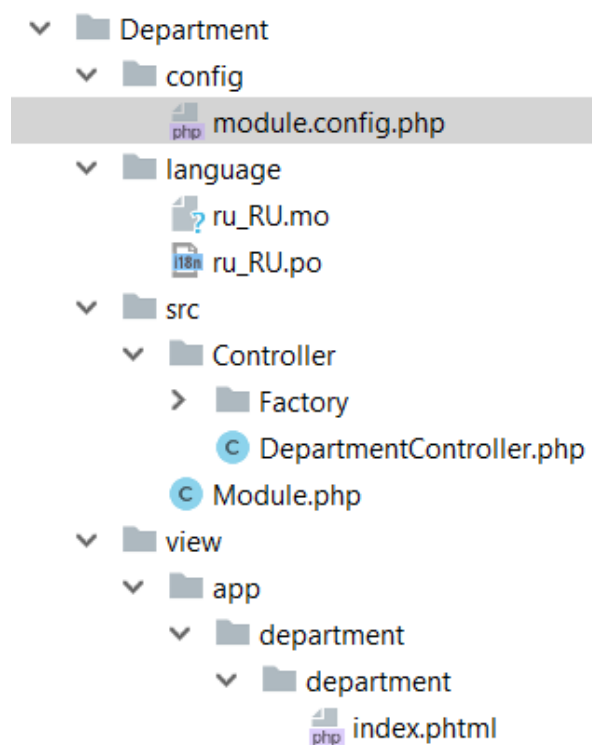 Department
config
php module.config.php
language
? ru_RU.mo
i18n ru_RU.po
src
Controller
Factory
C DepartmentController.php
C Module.php
view
app
department
department
php index.phtml